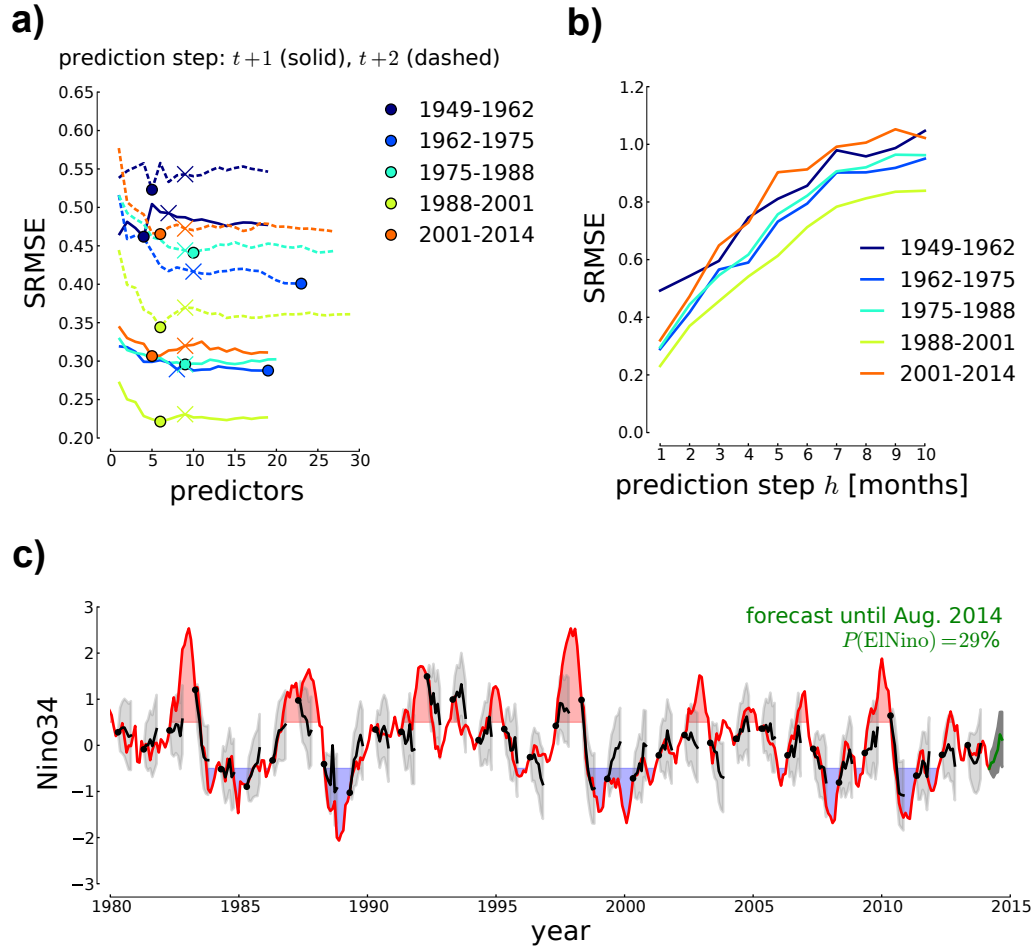 a)
prediction step: t+1 (solid), t+2 (dashed)
0.65
0.60
0.55
0.50
0.45
0.40
0.35
0.30
0.25
0.20
SRMSE
0 5 10 15 20 25 30
predictors
1949-1962
1962-1975
1975-1988
1988-2001
2001-2014
b)
1.2
1.0
0.8
0.6
0.4
0.2
0.0
SRMSE
1 2 3 4 5 6 7 8 9 10
prediction step h [months]
1949-1962
1962-1975
1975-1988
1988-2001
2001-2014
c)
3
2
1
0
−1
−2
−3
Nino34
forecast until Aug. 2014
P(ElNino)=29%
1980 1985 1990 1995 2000 2005 2010 2015
year